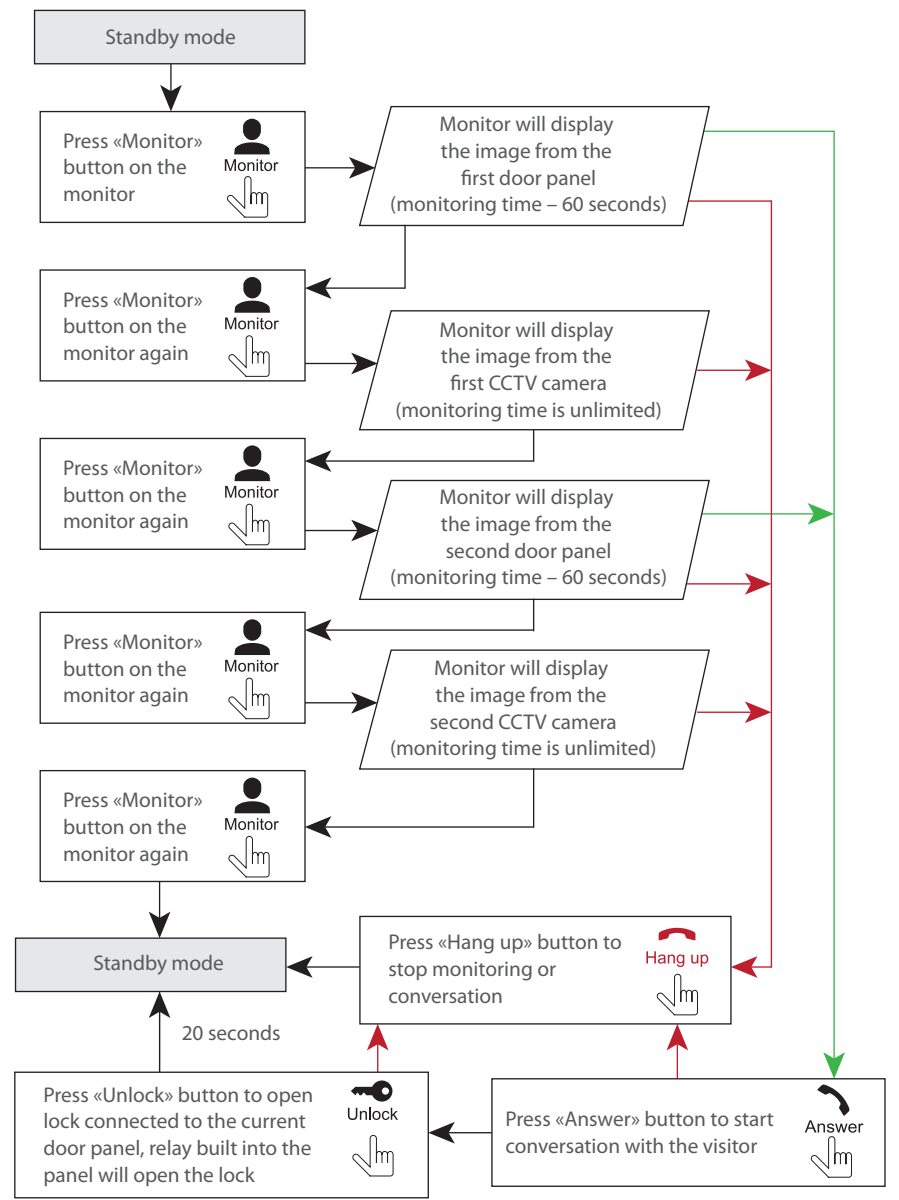 Standby mode
Press «Monitor»
button on the
monitor
Monitor
Monitor will display
the image from the
first door panel
(monitoring time – 60 seconds)
Press «Monitor»
button on the
monitor again
Monitor
Monitor will display
the image from the
first CCTV camera
(monitoring time is unlimited)
Press «Monitor»
button on the
monitor again
Monitor
Monitor will display
the image from the
second door panel
(monitoring time – 60 seconds)
Press «Monitor»
button on the
monitor again
Monitor
Monitor will display
the image from the
second CCTV camera
(monitoring time is unlimited)
Press «Monitor»
button on the
monitor again
Monitor
Standby mode
Press «Hang up» button to
stop monitoring or
conversation
Hang up
20 seconds
Press «Unlock» button to open
lock connected to the current
door panel, relay built into the
panel will open the lock
Unlock
Press «Answer» button to start
conversation with the visitor
Answer